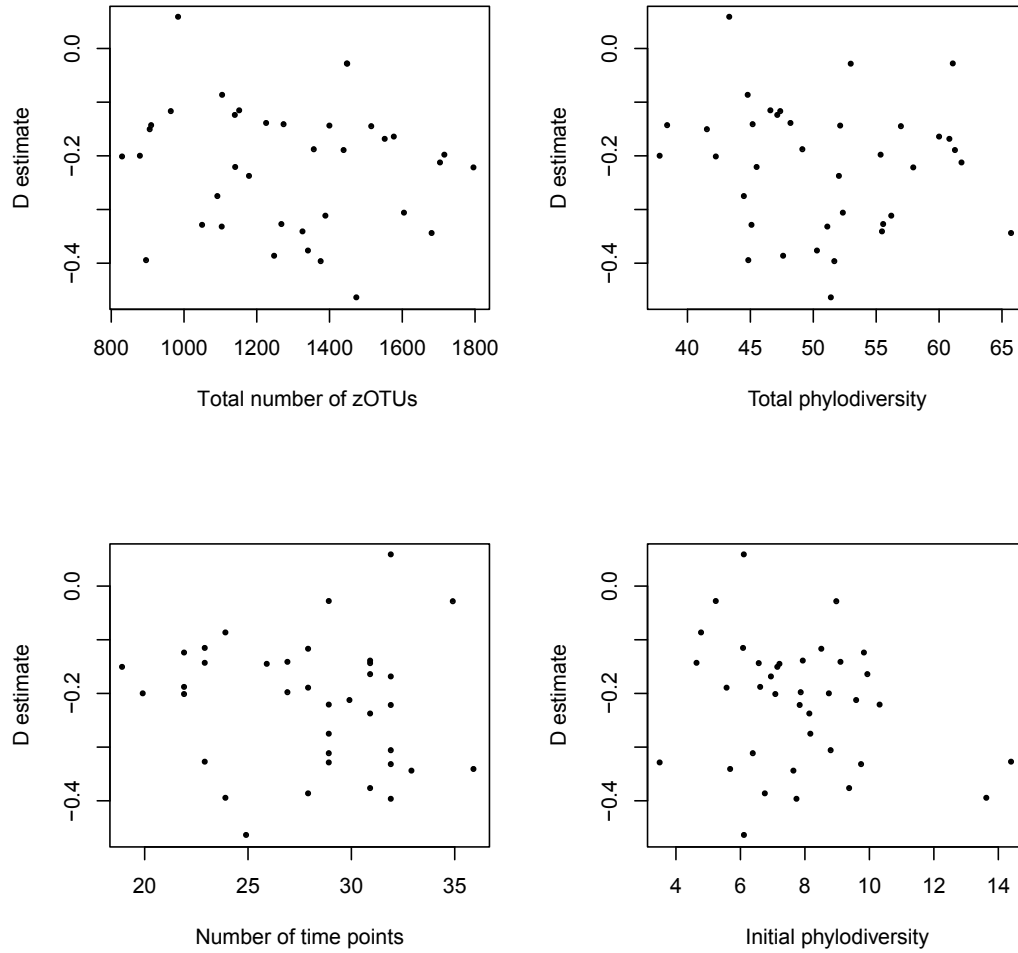 D estimate
0.0
−0.2
−0.4
800 1000 1200 1400 1600 1800
Total number of zOTUs
D estimate
0.0
−0.2
−0.4
40 45 50 55 60 65
Total phylodiversity
D estimate
0.0
−0.2
−0.4
20 25 30 35
Number of time points
D estimate
0.0
−0.2
−0.4
4 6 8 10 12 14
Initial phylodiversity